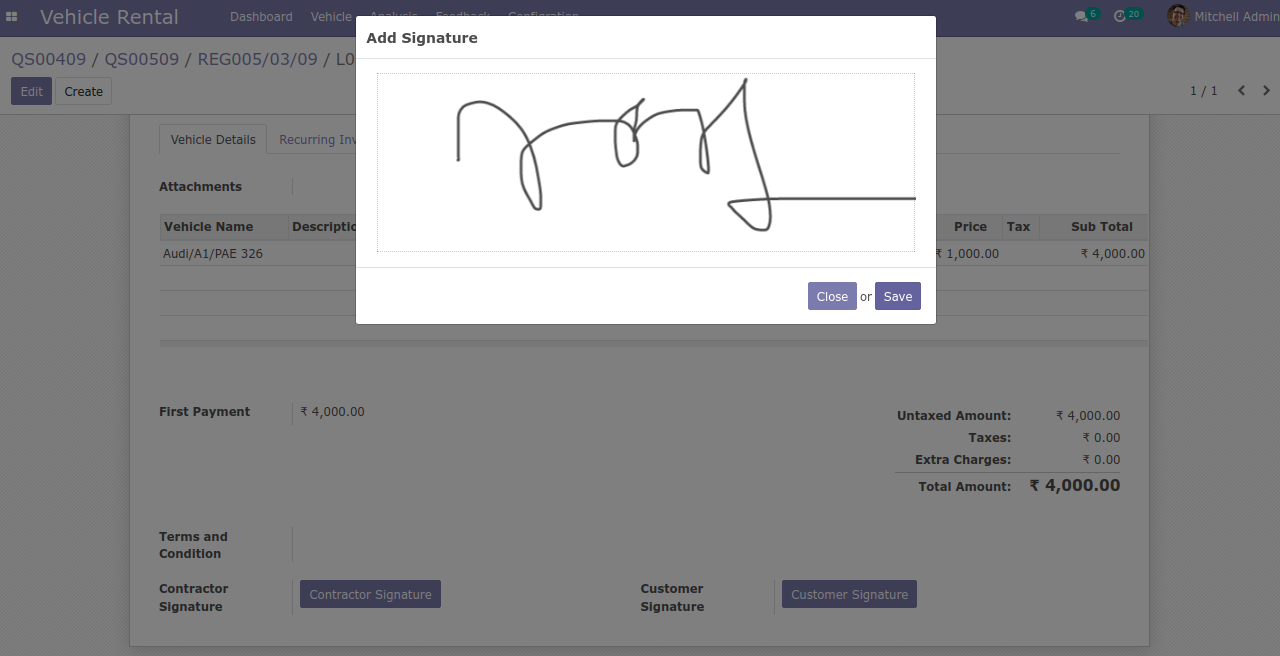 Vehicle Rental Dashboard Vehicle Analysis Feedback Configration 6 20 Mitchell Admin
Add Signature
QS00409 / QS00509 / REG005/03/09 / L0
Edit Create 1 / 1
Vehicle Details Recurring Inv
Attachments
Vehicle Name Descriptio Price Tax Sub Total
Audi/A1/PAE 326 ₹ 1,000.00 ₹ 4,000.00
Close or Save
First Payment ₹ 4,000.00
Untaxed Amount: ₹ 4,000.00
Taxes: ₹ 0.00
Extra Charges: ₹ 0.00
Total Amount: ₹ 4,000.00
Terms and
Condition
Contractor
Signature
Contractor Signature
Customer
Signature
Customer Signature